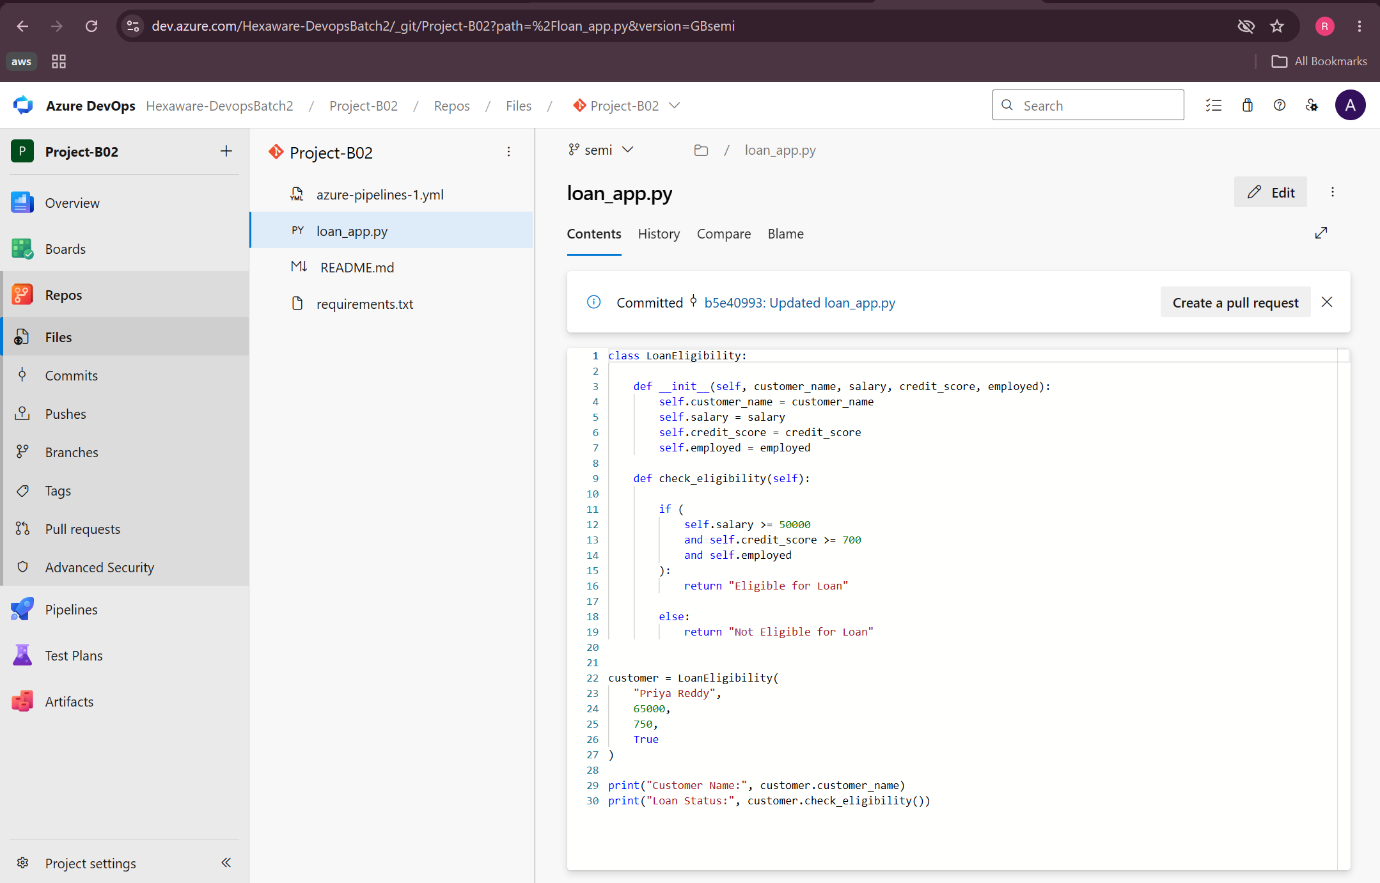 dev.azure.com/Hexaware-DevopsBatch2/_git/Project-B02?path=%2Floan_app.py&version=GBsemi
R
aws
All Bookmarks
Azure DevOps Hexaware-DevopsBatch2 / Project-B02 / Repos / Files / Project-B02
Search
A
P Project-B02
Overview
Boards
Repos
Files
Commits
Pushes
Branches
Tags
Pull requests
Advanced Security
Pipelines
Test Plans
Artifacts
Project settings
Project-B02
YML azure-pipelines-1.yml
PY loan_app.py
M↓ README.md
requirements.txt
semi / loan_app.py
loan_app.py
Edit
Contents History Compare Blame
Committed b5e40993: Updated loan_app.py
Create a pull request
1 class LoanEligibility:
2
3 def __init__(self, customer_name, salary, credit_score, employed):
4 self.customer_name = customer_name
5 self.salary = salary
6 self.credit_score = credit_score
7 self.employed = employed
8
9 def check_eligibility(self):
10
11 if (
12 self.salary >= 50000
13 and self.credit_score >= 700
14 and self.employed
15 ):
16 return "Eligible for Loan"
17
18 else:
19 return "Not Eligible for Loan"
20
21
22 customer = LoanEligibility(
23 "Priya Reddy",
24 65000,
25 750,
26 True
27 )
28
29 print("Customer Name:", customer.customer_name)
30 print("Loan Status:", customer.check_eligibility())